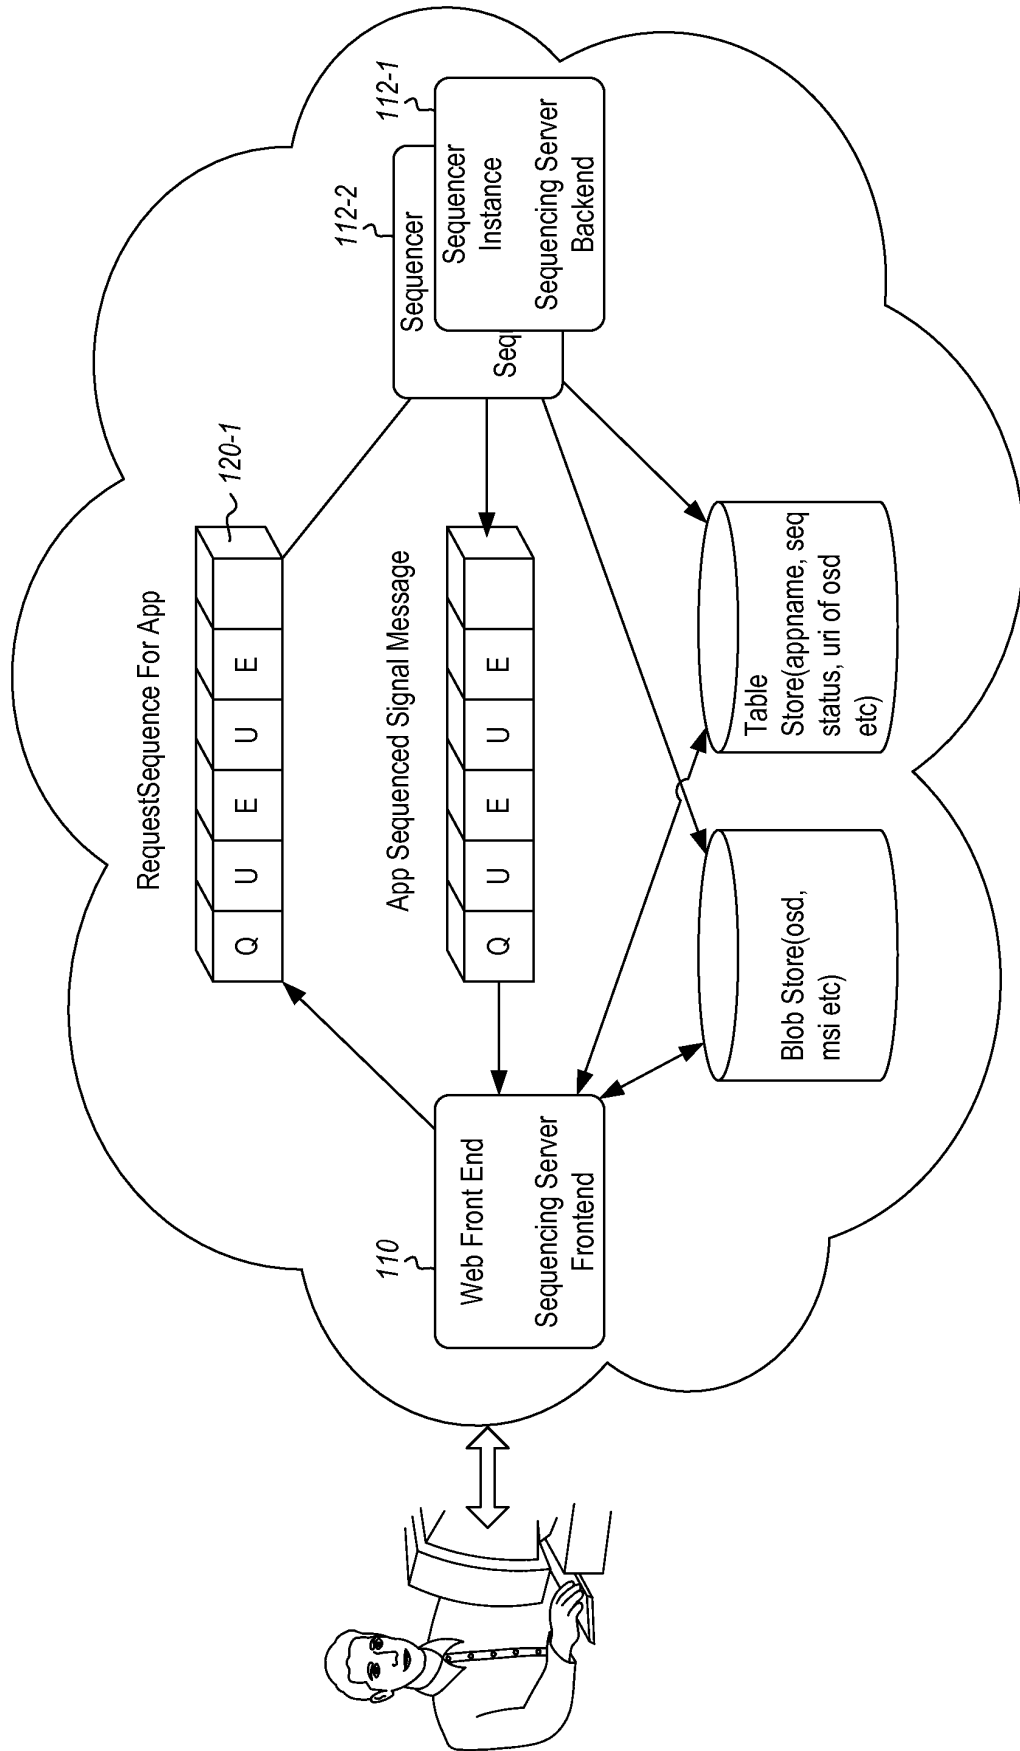 RequestSequence For App
120-1
Q U E U E
App Sequenced Signal Message
Q U E U E
110
Web Front End
Sequencing Server
Frontend
112-2
Sequencer
Seq
112-1
Sequencer
Instance
Sequencing Server
Backend
Blob Store(osd,
msi etc)
Table
Store(appname, seq
status, uri of osd
etc)